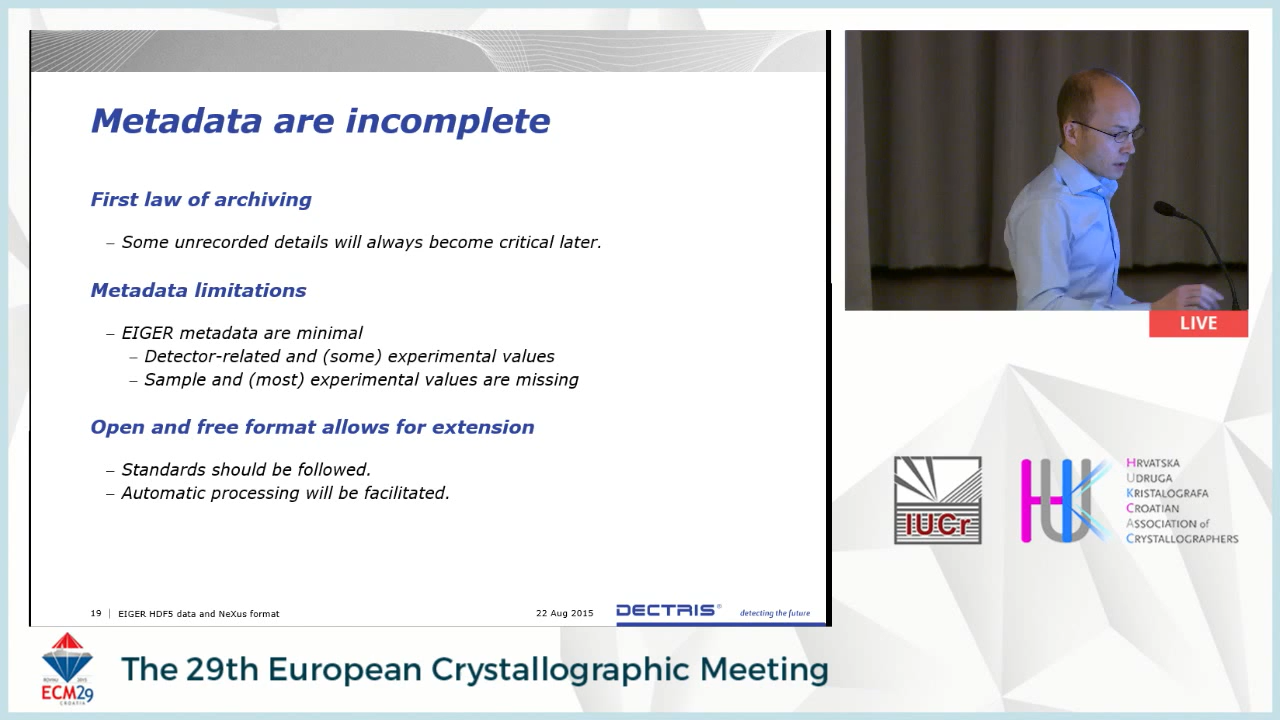 Metadata are incomplete
First law of archiving
– Some unrecorded details will always become critical later.
Metadata limitations
– EIGER metadata are minimal
– Detector-related and (some) experimental values
– Sample and (most) experimental values are missing
Open and free format allows for extension
– Standards should be followed.
– Automatic processing will be facilitated.
19 | EIGER HDF5 data and NeXus format
22 Aug 2015
DECTRIS®
detecting the future
LIVE
IUCr
HUK
HRVATSKA
UDRUGA
KRISTALOGRAFA
CROATIAN
ASSOCIATION of
CRYSTALLOGRAPHERS
ECM29
CROATIA
The 29th European Crystallographic Meeting